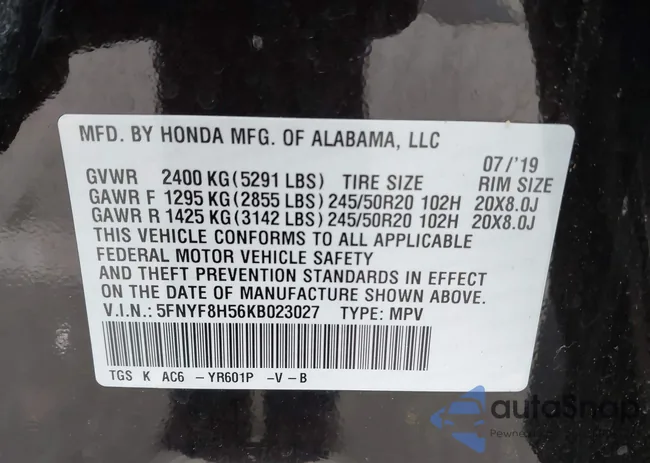 MFD. BY HONDA MFG. OF ALABAMA, LLC
07/'19
GVWR 2400 KG(5291 LBS) TIRE SIZE RIM SIZE
GAWR F 1295 KG(2855 LBS)245/50R20 102H 20X8.0J
GAWR R 1425 KG(3142 LBS)245/50R20 102H 20X8.0J
THIS VEHICLE CONFORMS TO ALL APPLICABLE
FEDERAL MOTOR VEHICLE SAFETY
AND THEFT PREVENTION STANDARDS IN EFFECT
ON THE DATE OF MANUFACTURE SHOWN ABOVE.
V.I.N.: 5FNYF8H56KB023027 TYPE: MPV
TGS K AC6 -YR601P -V-B
autoSnap